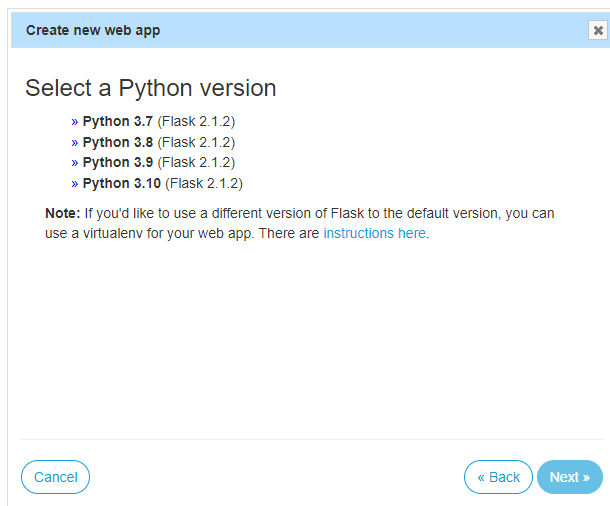 Create new web app
Select a Python version
» Python 3.7 (Flask 2.1.2)
» Python 3.8 (Flask 2.1.2)
» Python 3.9 (Flask 2.1.2)
» Python 3.10 (Flask 2.1.2)
Note: If you'd like to use a different version of Flask to the default version, you can
use a virtualenv for your web app. There are instructions here.
Cancel
« Back
Next »